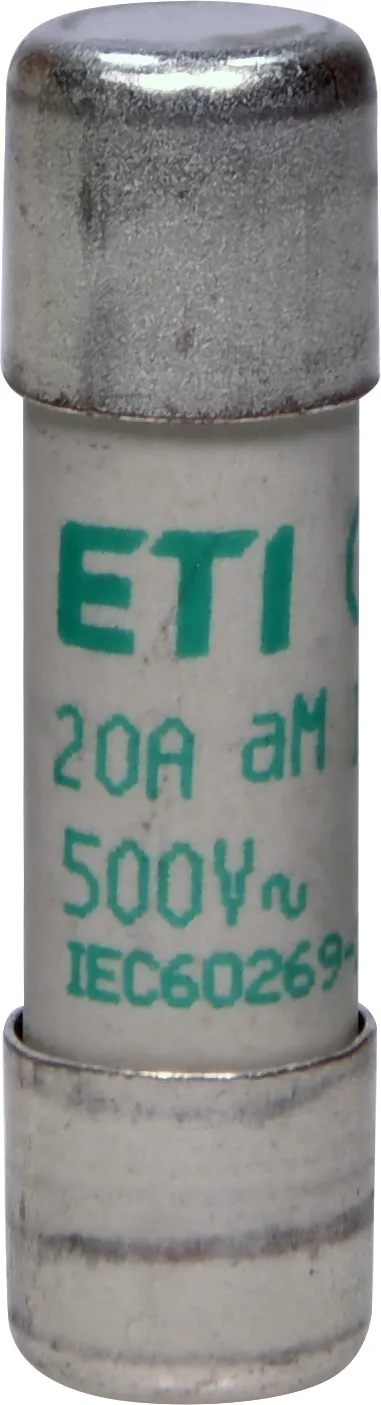 ETI
20A aM
500V~
IEC60269-